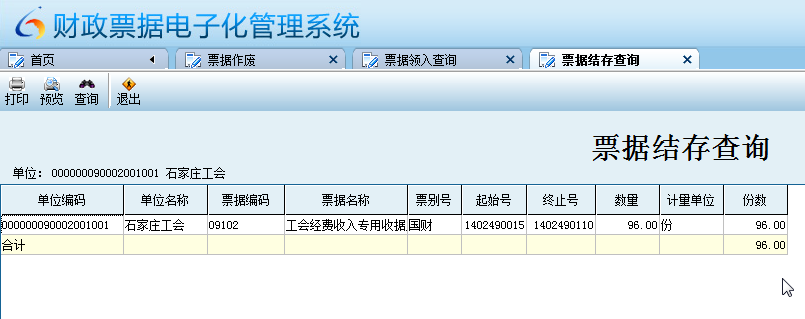 财政票据电子化管理系统
首页 票据作废 票据领入查询 票据结存查询
打印 预览 查询 退出
票据结存查询
单位: 000000090002001001 石家庄工会
单位编码 单位名称 票据编码 票据名称 票别号 起始号 终止号 数量 计量单位 份数
000000090002001001 石家庄工会 09102 工会经费收入专用收据 国财 1402490015 1402490110 96.00 份 96.00
合计 96.00